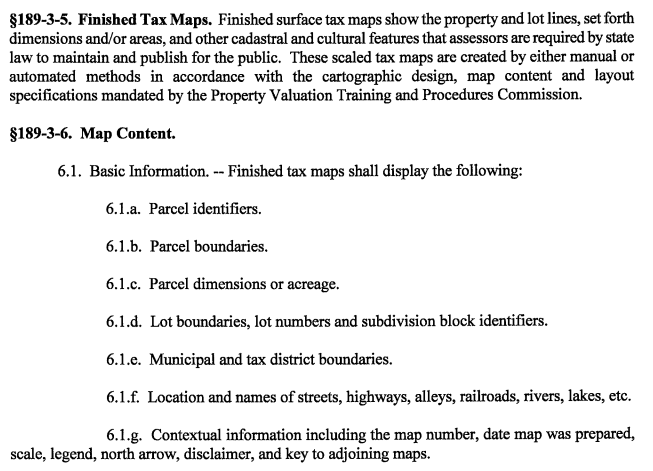 §189-3-5. Finished Tax Maps. Finished surface tax maps show the property and lot lines, set forth
dimensions and/or areas, and other cadastral and cultural features that assessors are required by state
law to maintain and publish for the public. These scaled tax maps are created by either manual or
automated methods in accordance with the cartographic design, map content and layout
specifications mandated by the Property Valuation Training and Procedures Commission.
§189-3-6. Map Content.
6.1. Basic Information. -- Finished tax maps shall display the following:
6.1.a. Parcel identifiers.
6.1.b. Parcel boundaries.
6.1.c. Parcel dimensions or acreage.
6.1.d. Lot boundaries, lot numbers and subdivision block identifiers.
6.1.e. Municipal and tax district boundaries.
6.1.f. Location and names of streets, highways, alleys, railroads, rivers, lakes, etc.
6.1.g. Contextual information including the map number, date map was prepared,
scale, legend, north arrow, disclaimer, and key to adjoining maps.